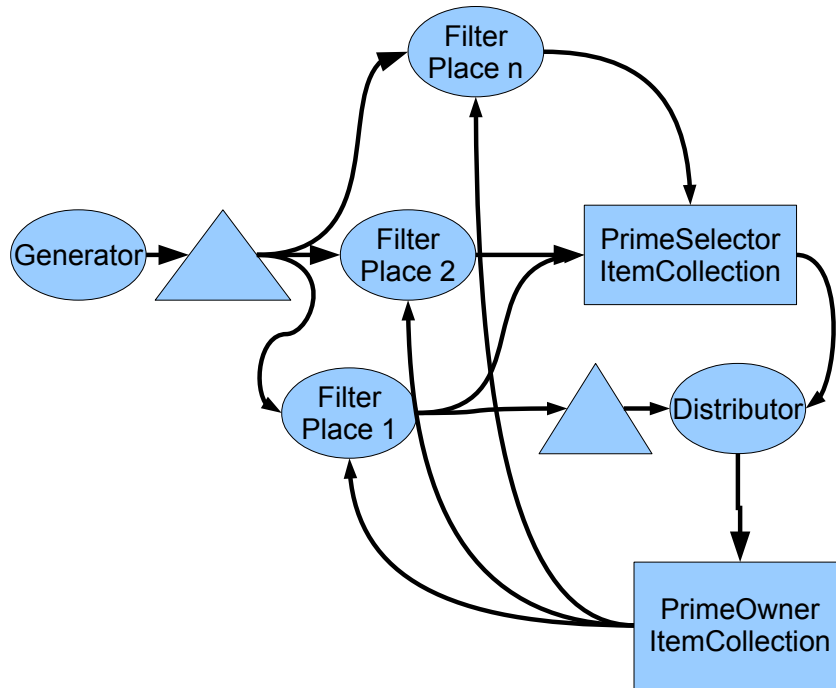 Filter
Place n
Generator
Filter
Place 2
PrimeSelector
ItemCollection
Filter
Place 1
Distributor
PrimeOwner
ItemCollection